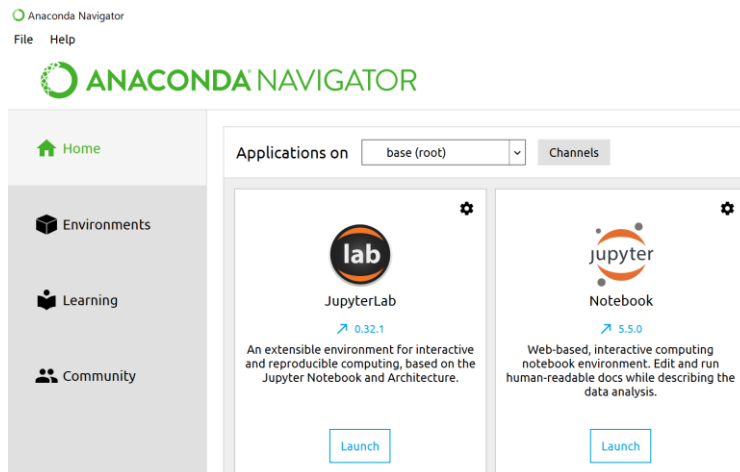 Anaconda Navigator
File Help
ANACONDA NAVIGATOR
Home
Environments
Learning
Community
Applications on base (root) Channels
lab
JupyterLab
0.32.1
An extensible environment for interactive
and reproducible computing, based on the
Jupyter Notebook and Architecture.
Launch
jupyter
Notebook
5.5.0
Web-based, interactive computing
notebook environment. Edit and run
human-readable docs while describing the
data analysis.
Launch